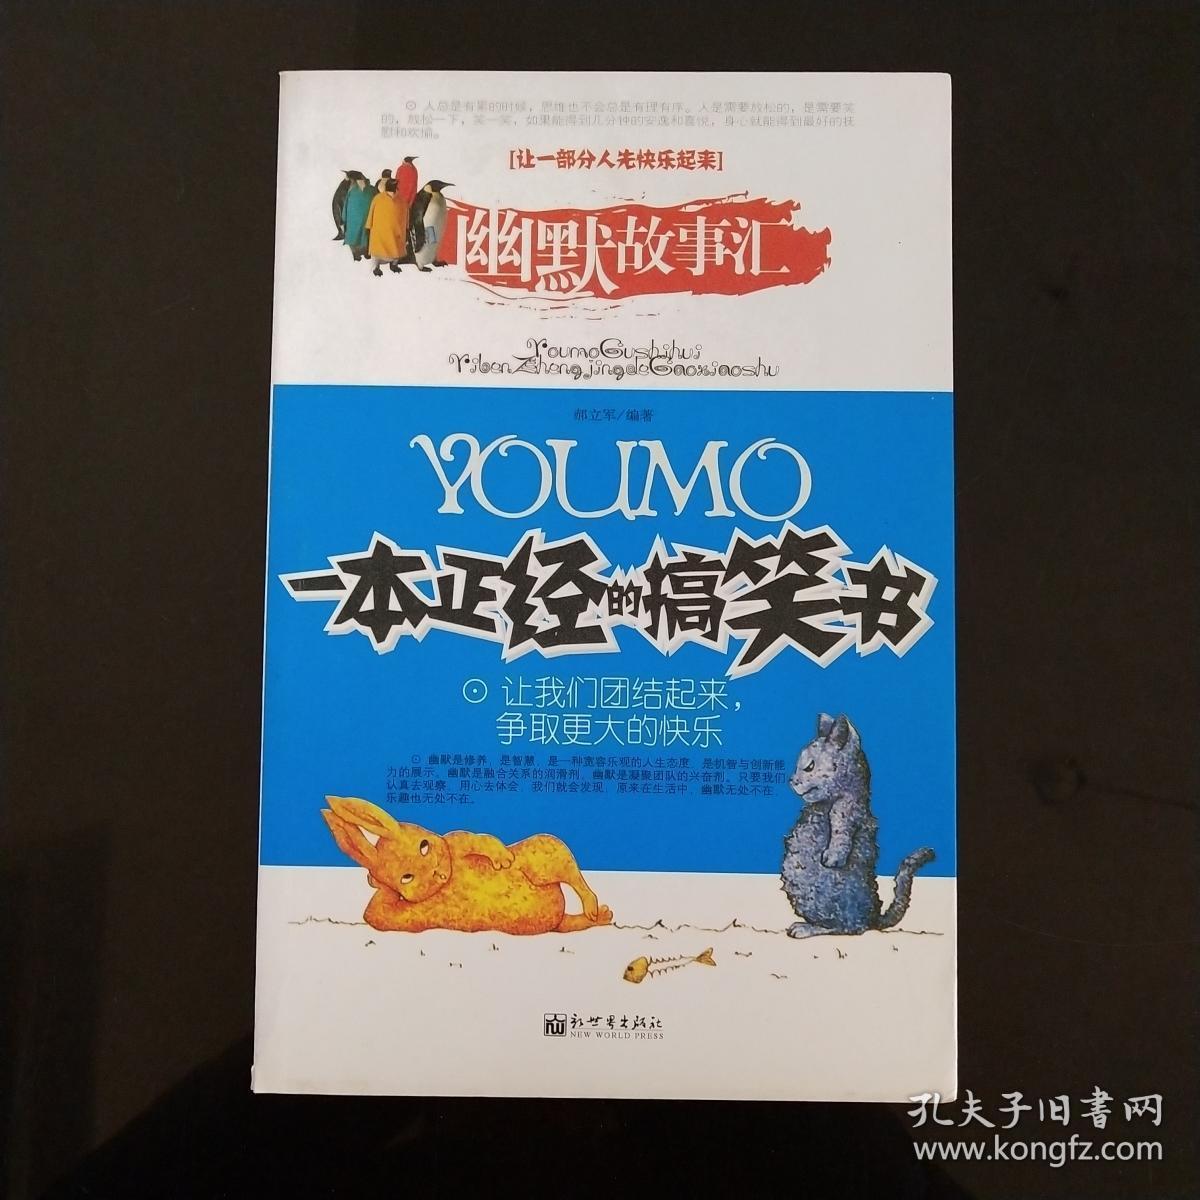 ⊙ 人总是有累的时候，思维也不会总是有理有序。人是需要放松的，是需要笑
的，放松一下，笑一笑，如果能得到几分钟的安逸和喜悦，身心就能得到最好的抚
慰和欢愉。
[让一部分人先快乐起来]
幽默故事汇
YoumoGushihui
YibenZhengjingdeGaoxiaoshu
郝立军/编著
YOUMO
一本正经的搞笑书
⊙ 让我们团结起来，
争取更大的快乐
⊙ 幽默是修养，是智慧，是一种宽容乐观的人生态度，是机智与创新能
力的展示。幽默是融合关系的润滑剂，幽默是凝聚团队的兴奋剂。只要我们
认真去观察，用心去体会，我们就会发现，原来在生活中，幽默无处不在，
乐趣也无处不在。
新世界出版社
NEW WORLD PRESS
孔夫子旧书网
www.kongfz.com